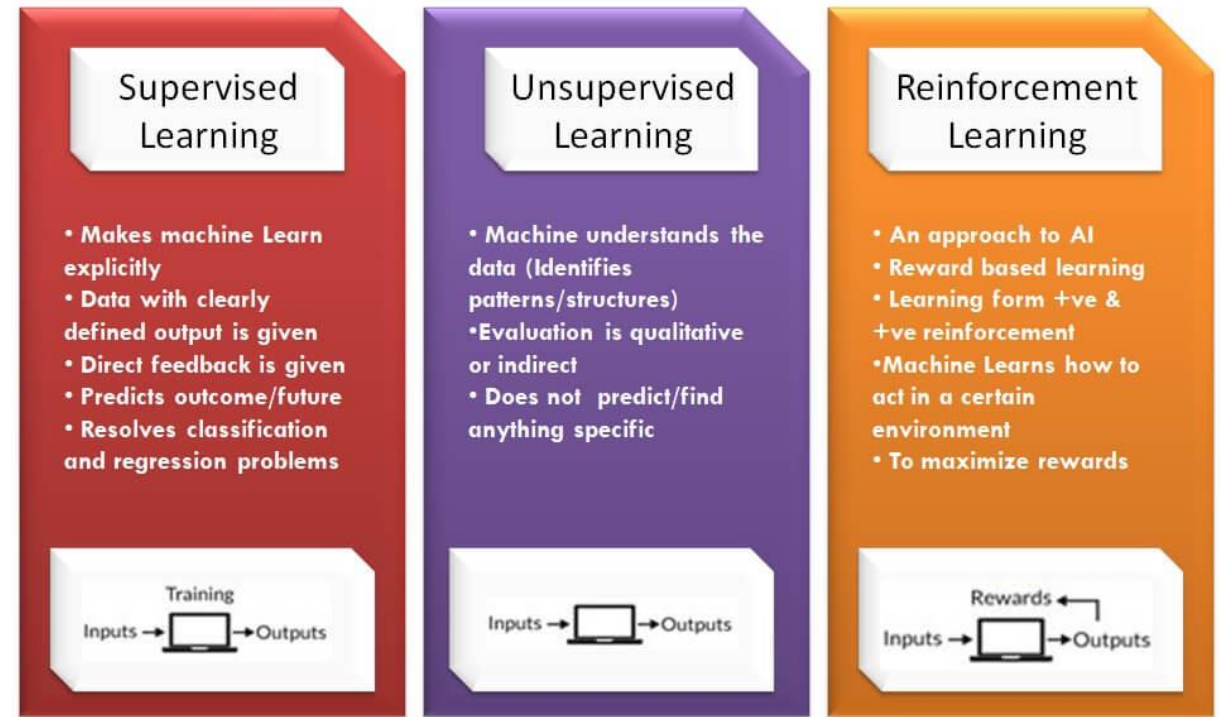 Supervised
Learning
• Makes machine Learn
explicitly
• Data with clearly
defined output is given
• Direct feedback is given
• Predicts outcome/future
• Resolves classification
and regression problems
Training
Inputs → → Outputs
Unsupervised
Learning
• Machine understands the
data (Identifies
patterns/structures)
•Evaluation is qualitative
or indirect
• Does not predict/find
anything specific
Inputs → → Outputs
Reinforcement
Learning
• An approach to AI
• Reward based learning
• Learning form +ve &
+ve reinforcement
•Machine Learns how to
act in a certain
environment
• To maximize rewards
Rewards
Inputs → → Outputs